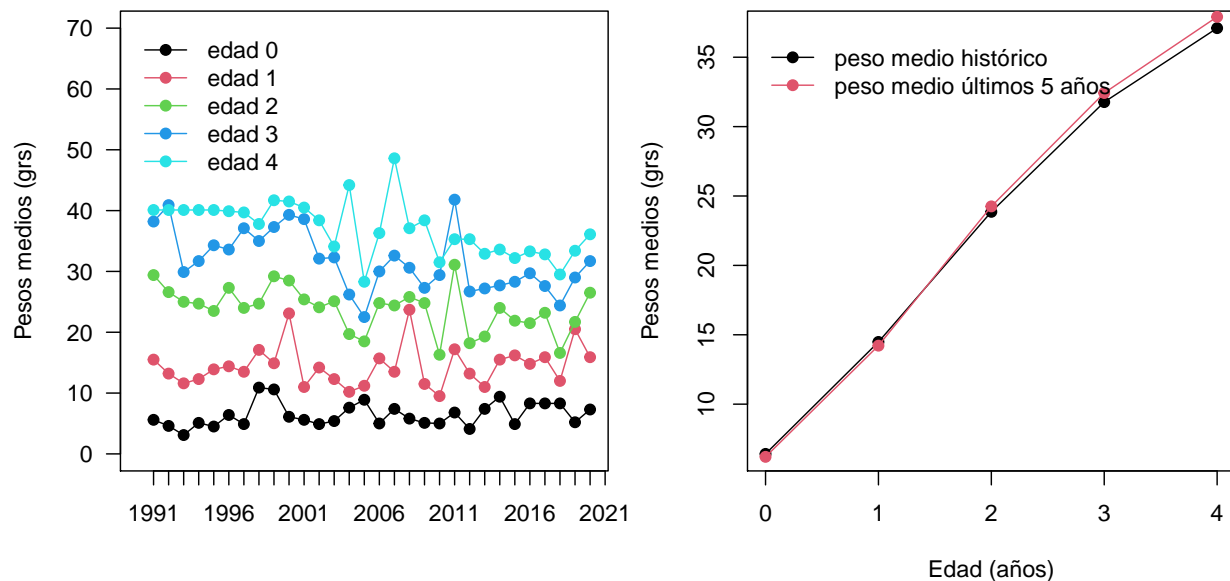 Pesos medios (grs)
70
60
50
40
30
20
10
0
edad 0
edad 1
edad 2
edad 3
edad 4
1991 1996 2001 2006 2011 2016 2021
Pesos medios (grs)
35
30
25
20
15
10
peso medio histórico
peso medio últimos 5 años
0 1 2 3 4
Edad (años)